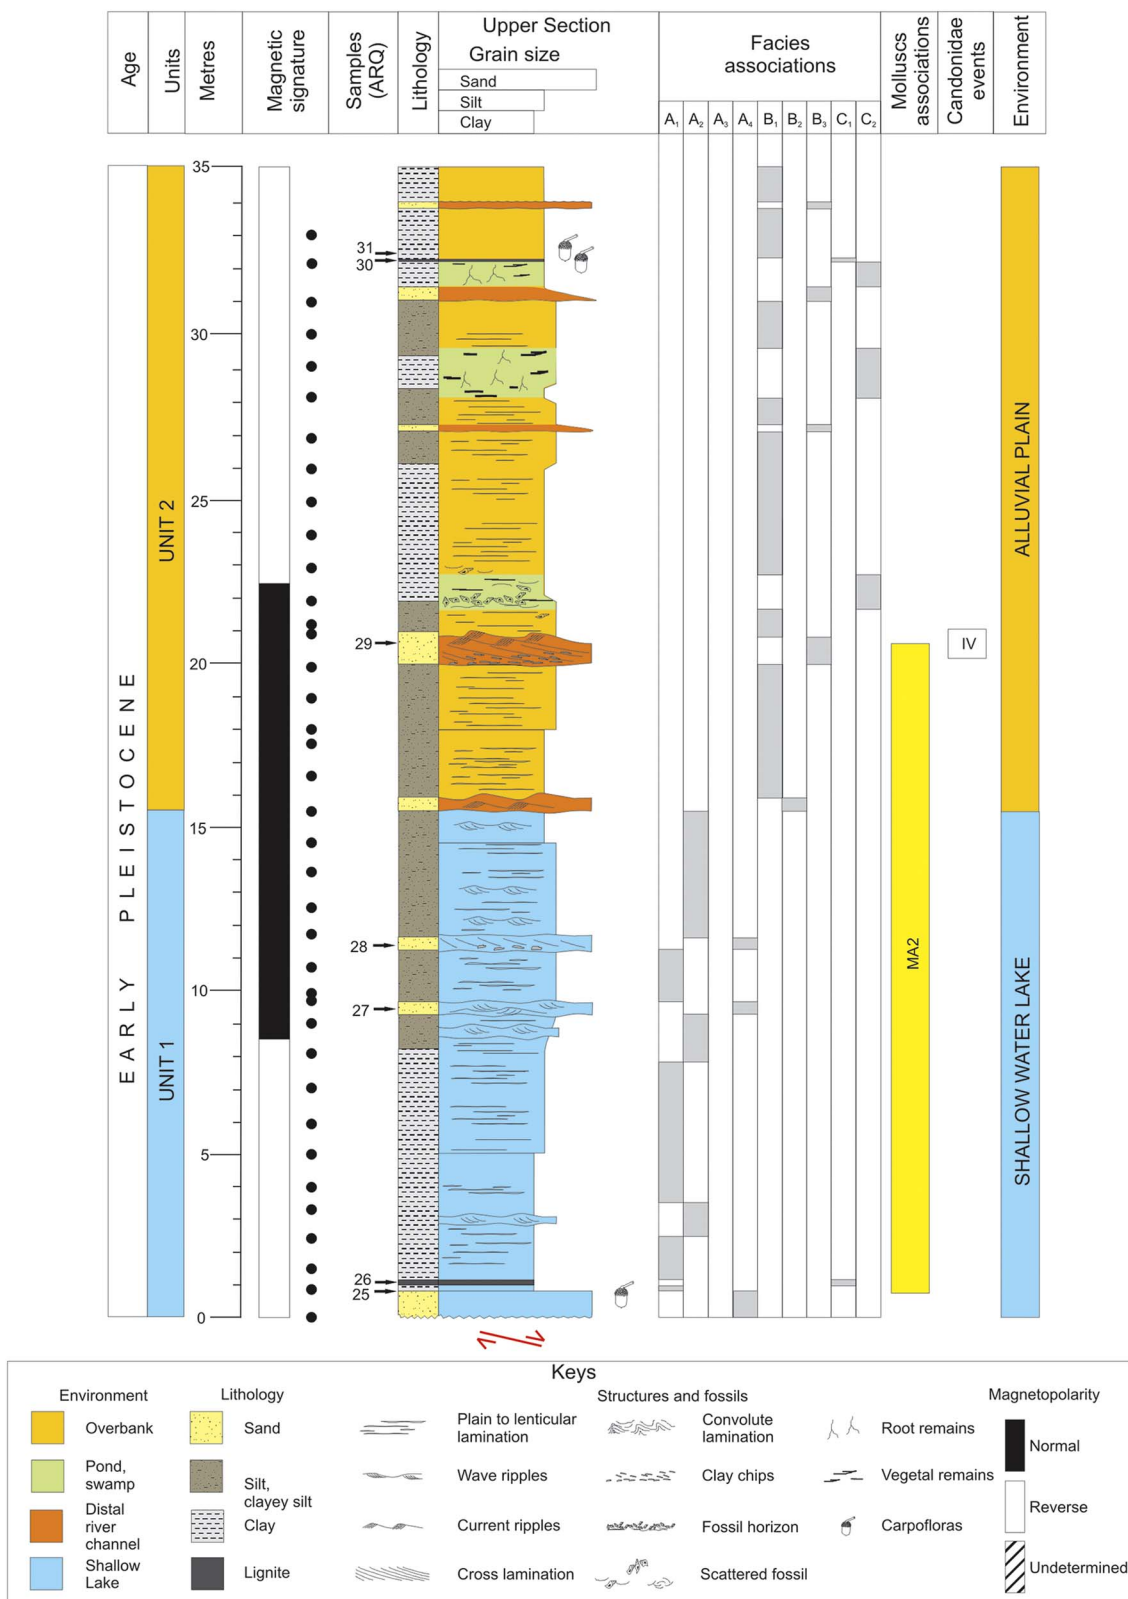 Upper Section
Age
Units
Metres
Magnetic
signature
Samples
(ARQ)
Lithology
Grain size
Sand
Silt
Clay
Facies
associations
A₁ A₂ A₃ A₄ B₁ B₂ B₃ C₁ C₂
Molluscs
associations
Candonidae
events
Environment
EARLY PLEISTOCENE
UNIT 2
UNIT 1
35
30
25
20
15
10
5
0
31
30
29
28
27
26
25
MA2
IV
ALLUVIAL PLAIN
SHALLOW WATER LAKE
Keys
Environment
Overbank
Pond,
swamp
Distal
river
channel
Shallow
Lake
Lithology
Sand
Silt,
clayey silt
Clay
Lignite
Structures and fossils
Plain to lenticular
lamination
Wave ripples
Current ripples
Cross lamination
Convolute
lamination
Clay chips
Fossil horizon
Scattered fossil
Root remains
Vegetal remains
Carpofloras
Magnetopolarity
Normal
Reverse
Undetermined